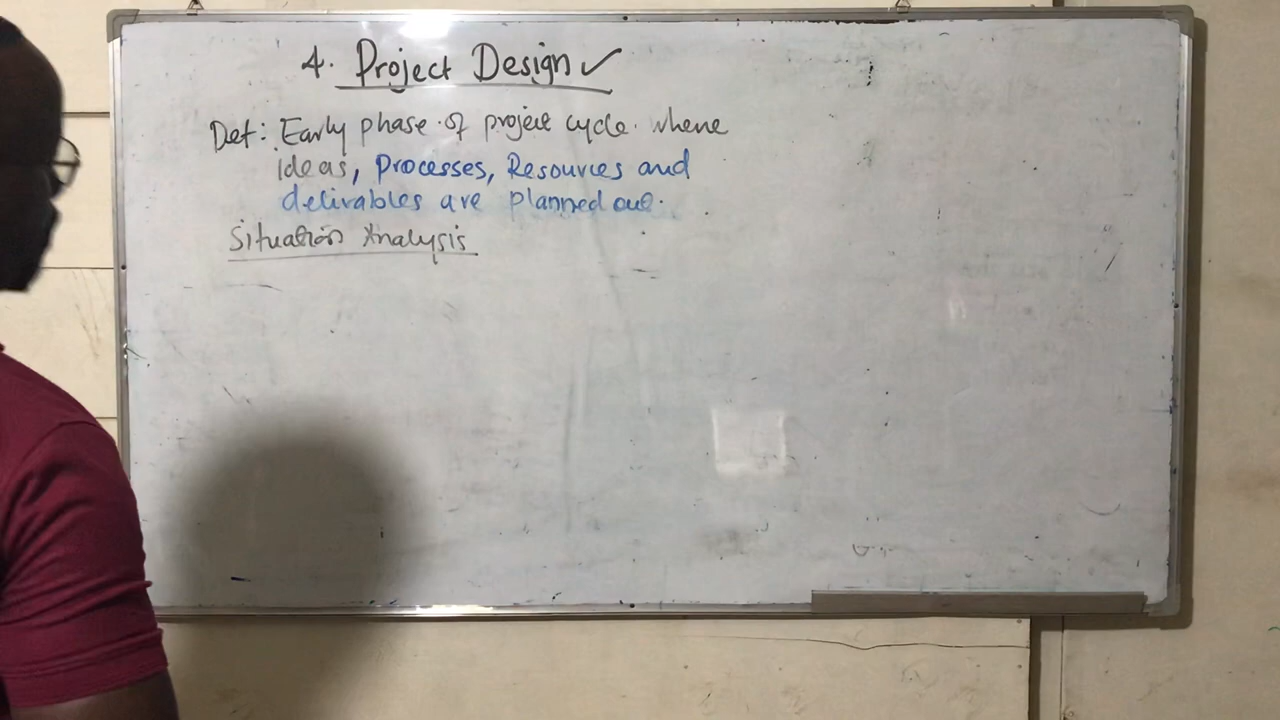 4. Project Design ✓
Def: Early phase of project cycle where
ideas, Processes, Resources and
delivables are planned out.
Situation Analysis